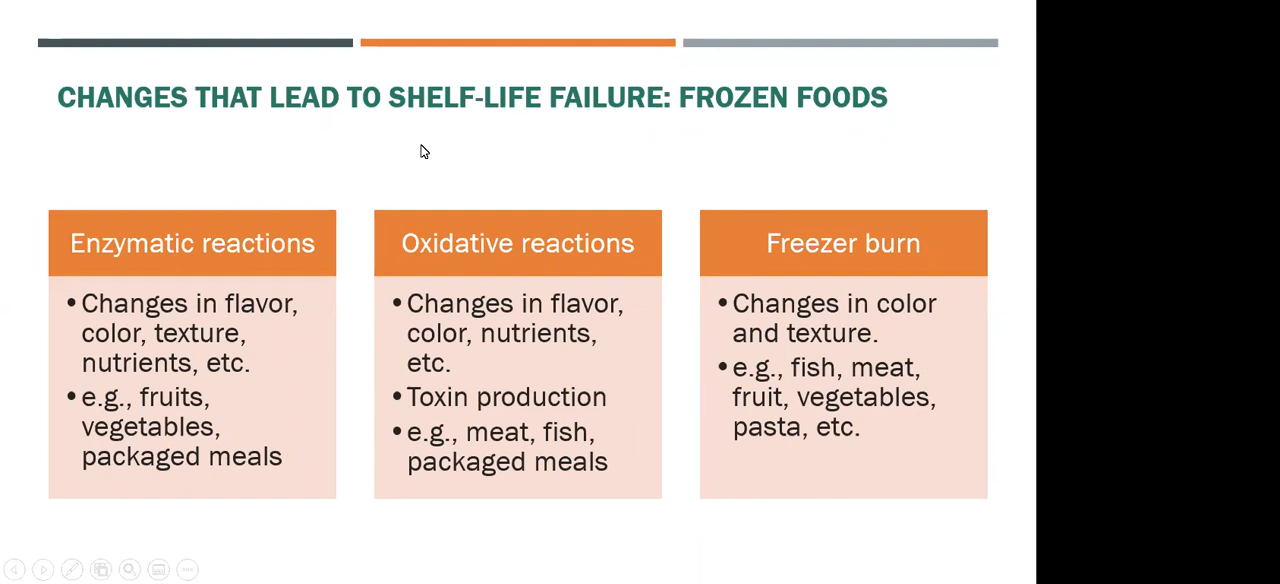 CHANGES THAT LEAD TO SHELF-LIFE FAILURE: FROZEN FOODS
Enzymatic reactions
• Changes in flavor,
color, texture,
nutrients, etc.
• e.g., fruits,
vegetables,
packaged meals
Oxidative reactions
• Changes in flavor,
color, nutrients,
etc.
• Toxin production
• e.g., meat, fish,
packaged meals
Freezer burn
• Changes in color
and texture.
• e.g., fish, meat,
fruit, vegetables,
pasta, etc.